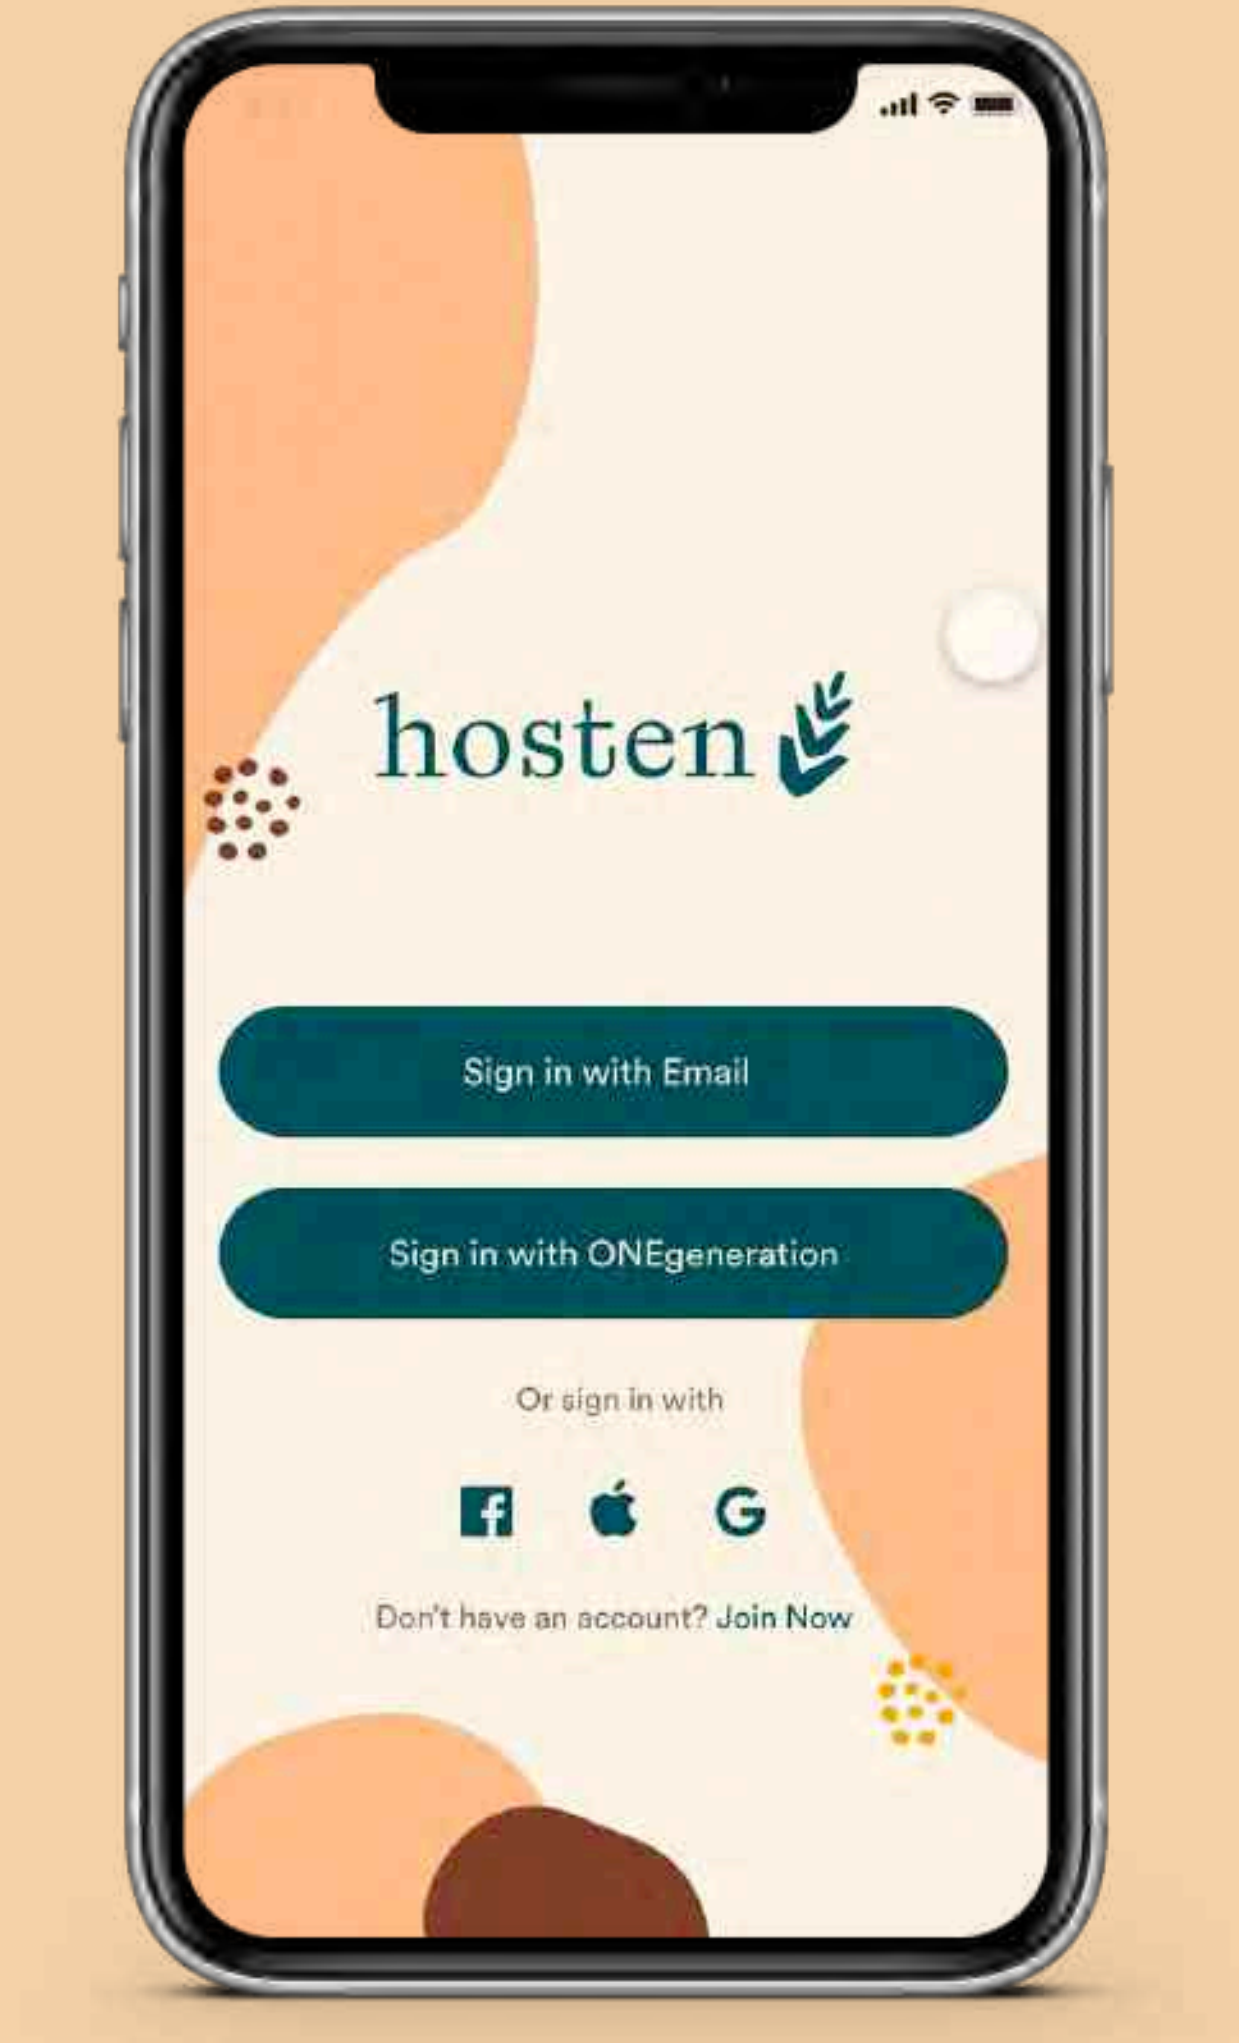 hosten
Sign in with Email
Sign in with ONEgeneration
Or sign in with
Don't have an account? Join Now